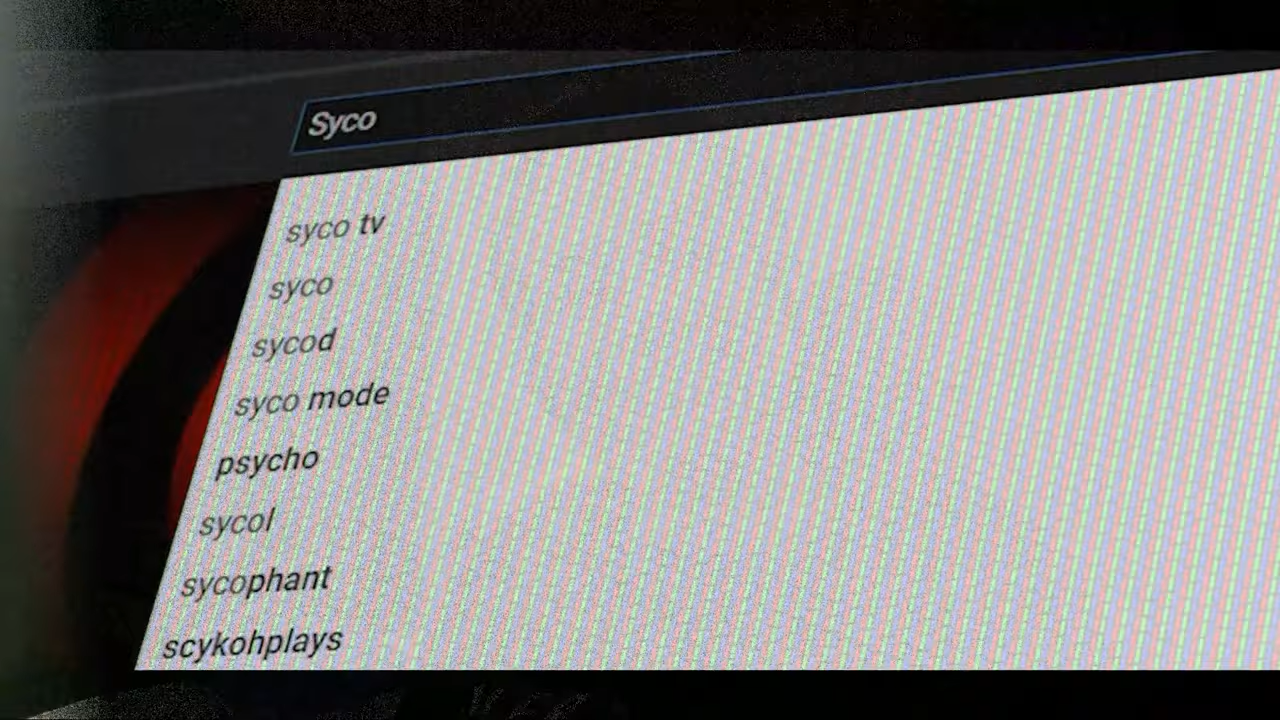 Syco
syco tv
syco
sycod
syco mode
psycho
sycol
sycophant
scykohplays